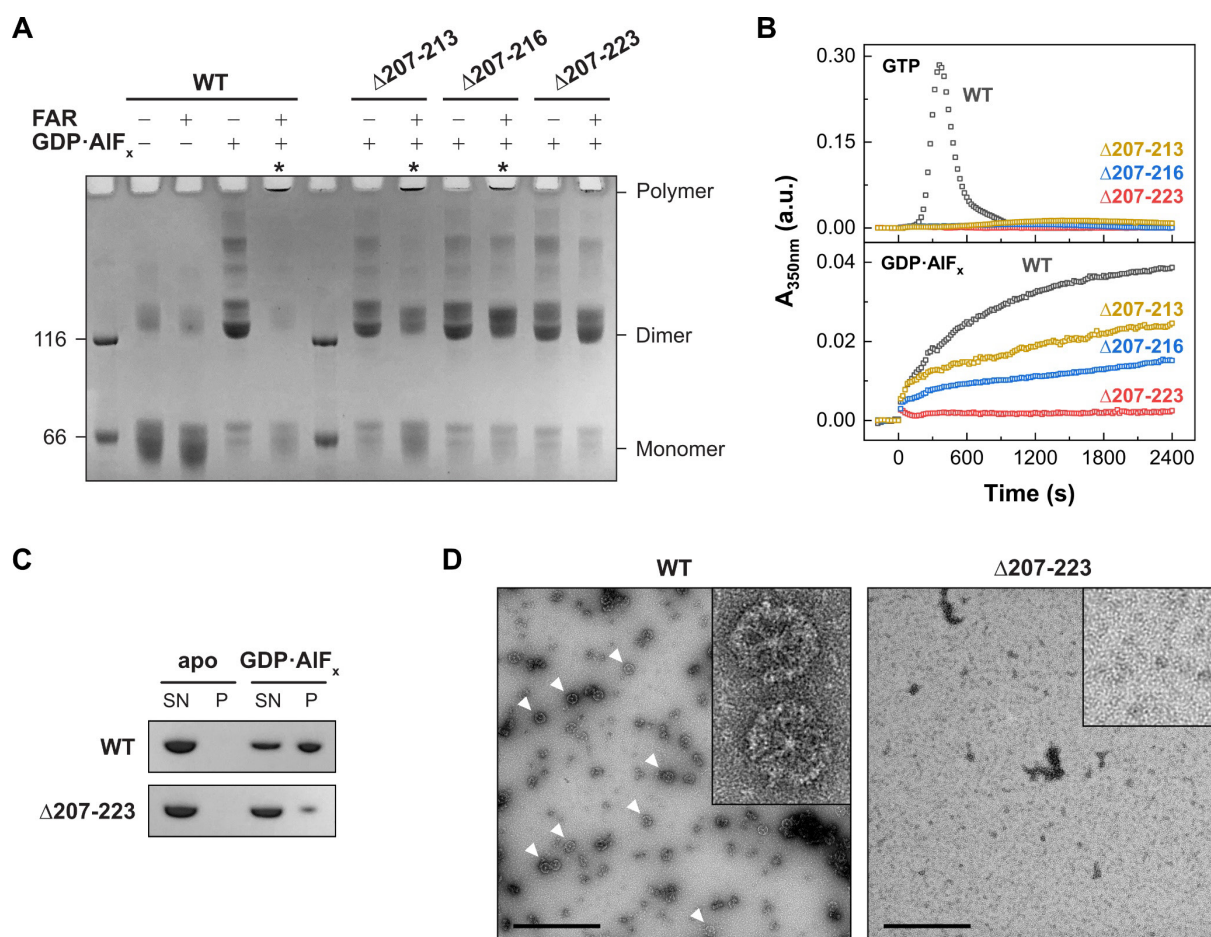 A
WT Δ207-213 Δ207-216 Δ207-223
FAR − + − + − + − + − +
GDP·AlFₓ − − + + + + + + + +
* * *
Polymer
116
Dimer
66
Monomer
B
0.30
GTP
WT
0.15
Δ207-213
Δ207-216
Δ207-223
0.00
A350nm (a.u.)
0.04
GDP·AlFₓ
WT
Δ207-213
0.02
Δ207-216
Δ207-223
0.00
0 600 1200 1800 2400
Time (s)
C
apo GDP·AlFₓ
SN P SN P
WT
Δ207-223
D
WT Δ207-223